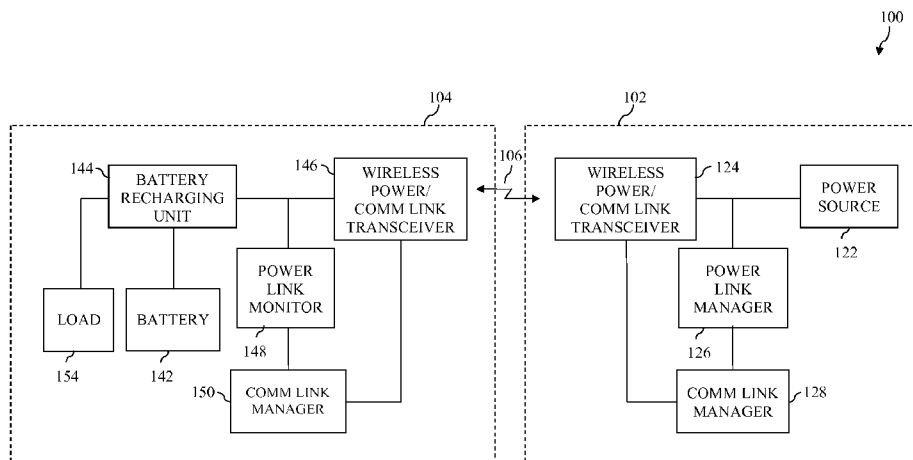 100
104
102
144
BATTERY
RECHARGING
UNIT
146
WIRELESS
POWER/
COMM LINK
TRANSCEIVER
106
WIRELESS
POWER/
COMM LINK
TRANSCEIVER
124
POWER
SOURCE
122
LOAD
154
BATTERY
142
POWER
LINK
MONITOR
148
POWER
LINK
MANAGER
126
150
COMM LINK
MANAGER
COMM LINK
MANAGER
128